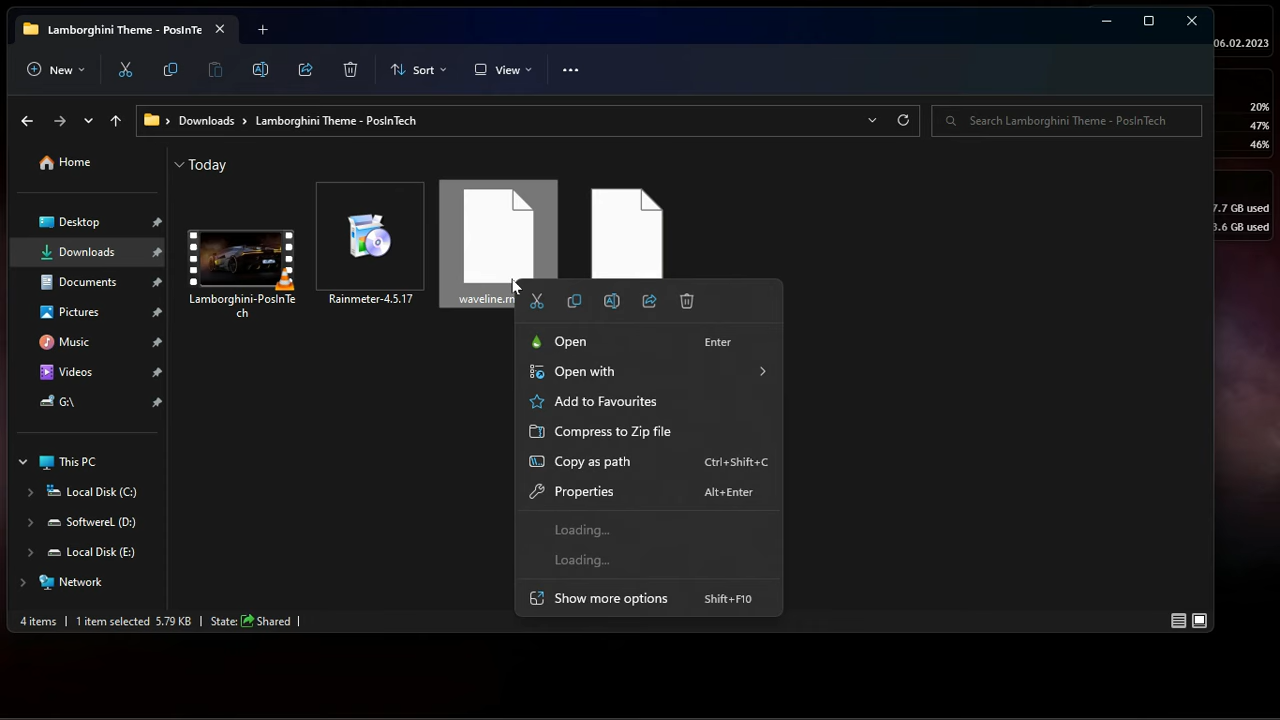 Lamborghini Theme - PosInTe
06.02.2023
New
Sort
View
20%
47%
46%
Downloads
Lamborghini Theme - PosInTech
Search Lamborghini Theme - PosInTech
Home
Desktop
Downloads
Documents
Pictures
Music
Videos
G:\
This PC
Local Disk (C:)
SoftwereL (D:)
Local Disk (E:)
Network
Today
Lamborghini-PosInTe
ch
Rainmeter-4.5.17
Open
Enter
Open with
Add to Favourites
Compress to Zip file
Copy as path
Ctrl+Shift+C
Properties
Alt+Enter
Loading...
Loading...
Show more options
Shift+F10
7.7 GB used
3.6 GB used
4 items
1 item selected 5.79 KB
State: Shared